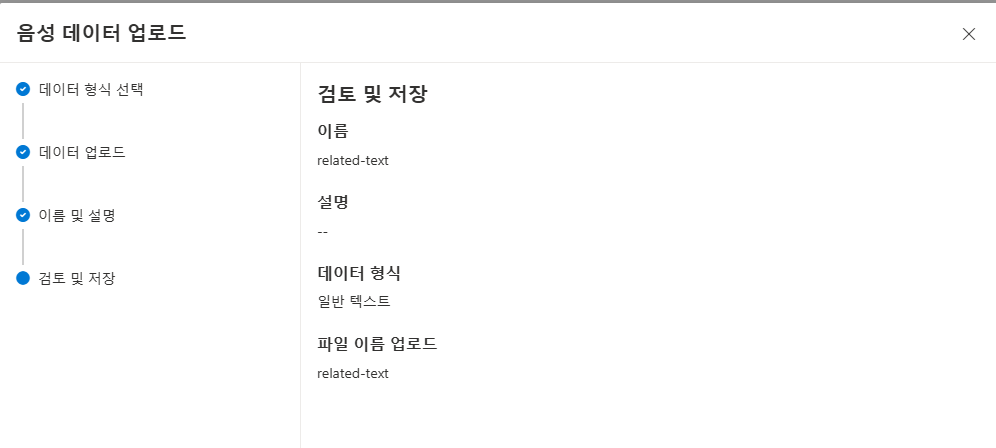 음성 데이터 업로드
데이터 형식 선택
데이터 업로드
이름 및 설명
검토 및 저장
검토 및 저장
이름
related-text
설명
--
데이터 형식
일반 텍스트
파일 이름 업로드
related-text